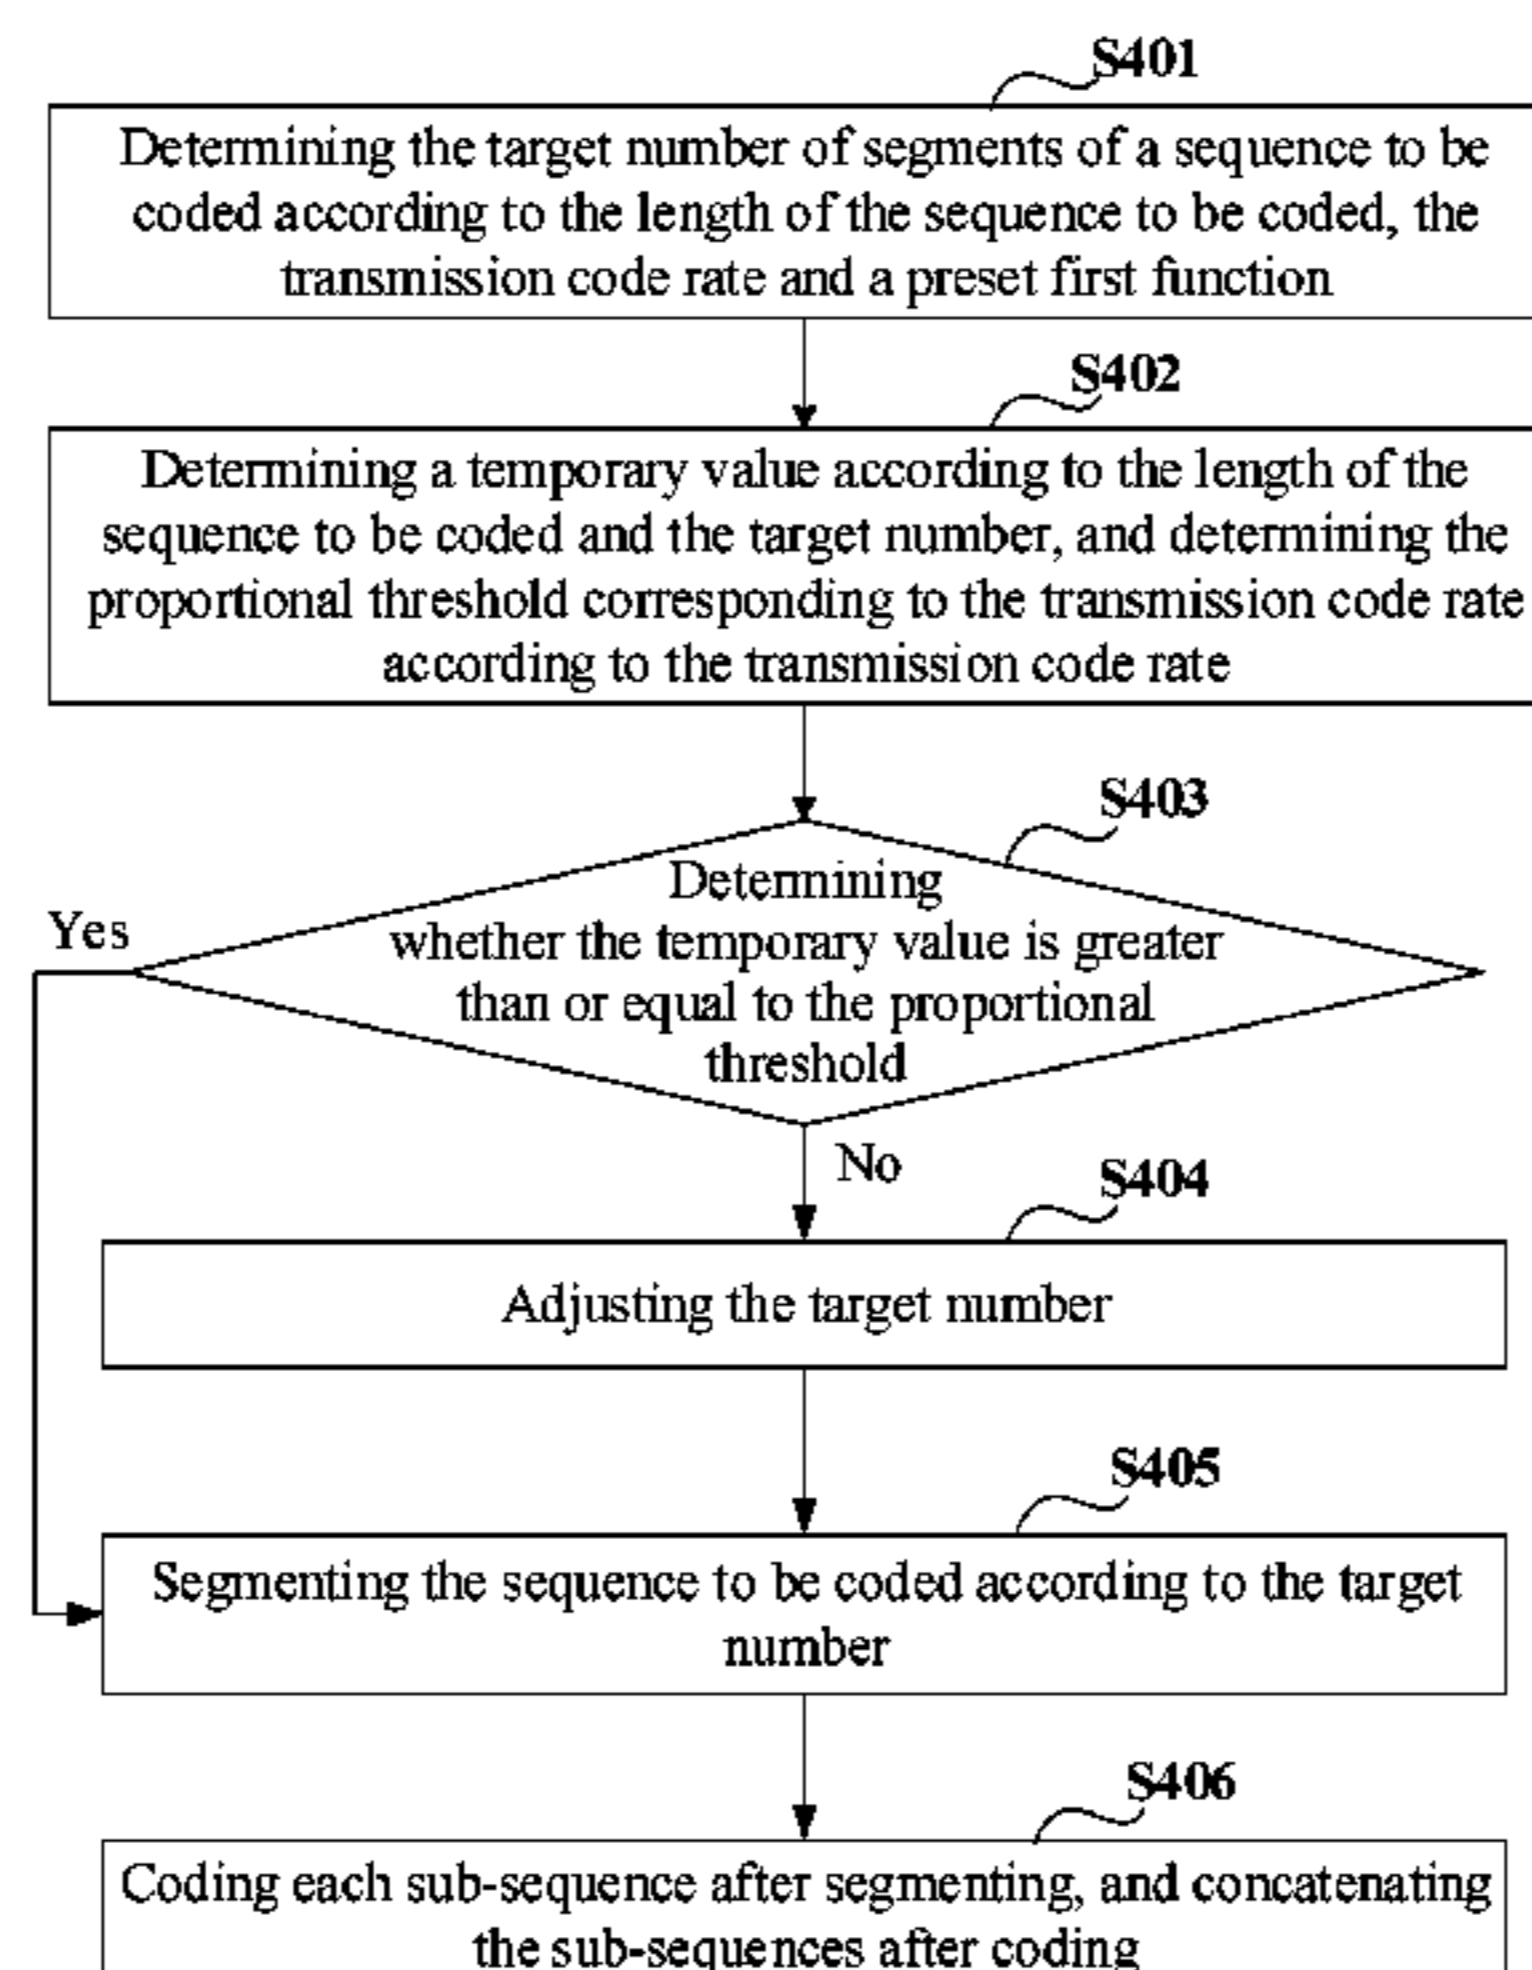 S401
Determining the target number of segments of a sequence to be
coded according to the length of the sequence to be coded, the
transmission code rate and a preset first function
S402
Determining a temporary value according to the length of the
sequence to be coded and the target number, and determining the
proportional threshold corresponding to the transmission code rate
according to the transmission code rate
S403
Determining
whether the temporary value is greater
than or equal to the proportional
threshold
Yes
No
S404
Adjusting the target number
S405
Segmenting the sequence to be coded according to the target
number
S406
Coding each sub-sequence after segmenting, and concatenating
the sub-sequences after coding